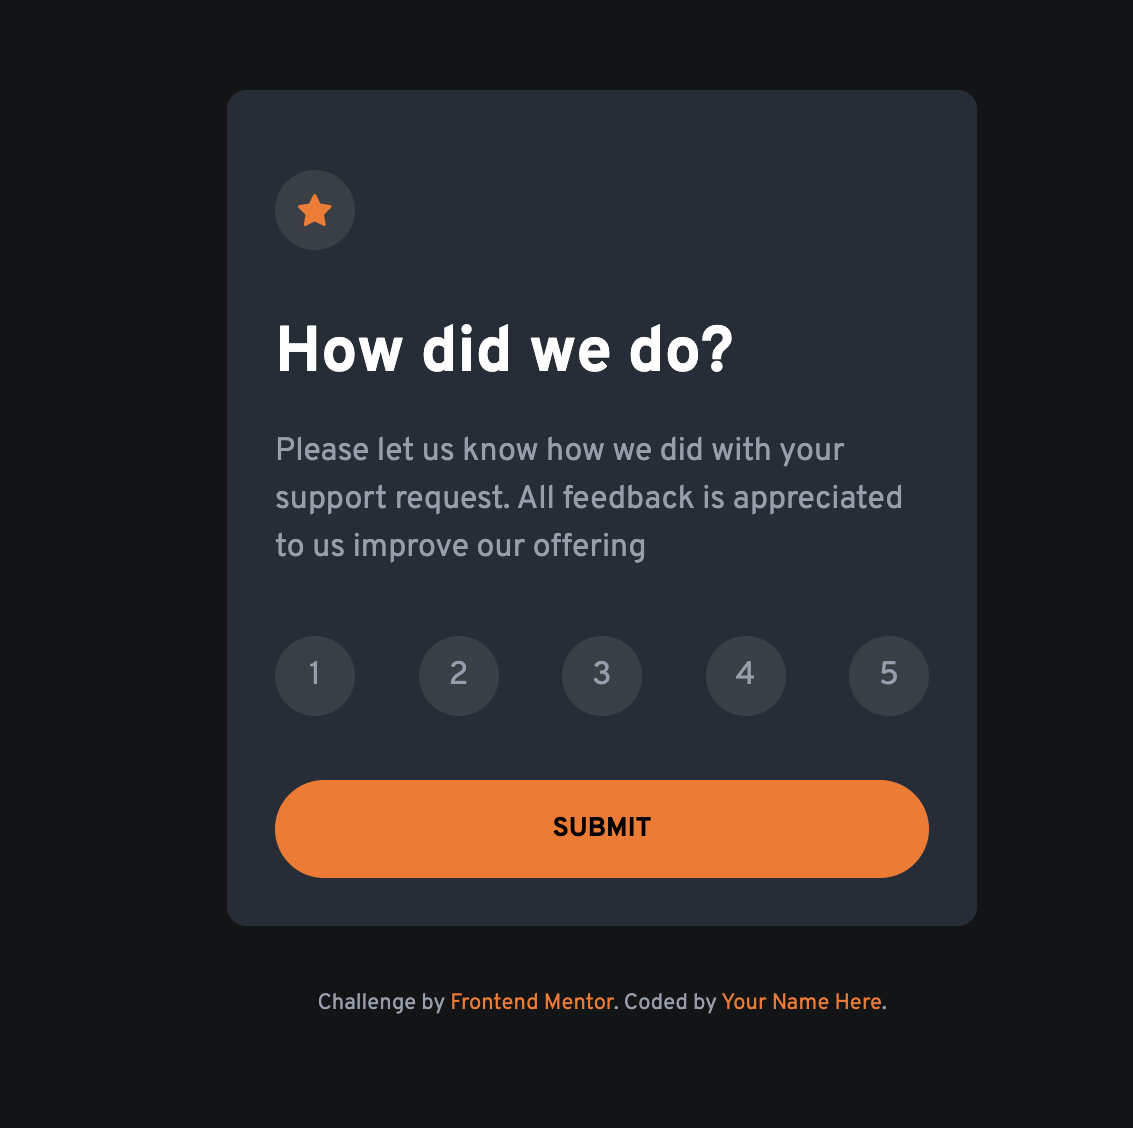 How did we do?
Please let us know how we did with your
support request. All feedback is appreciated
to us improve our offering
1 2 3 4 5
SUBMIT
Challenge by Frontend Mentor. Coded by Your Name Here.